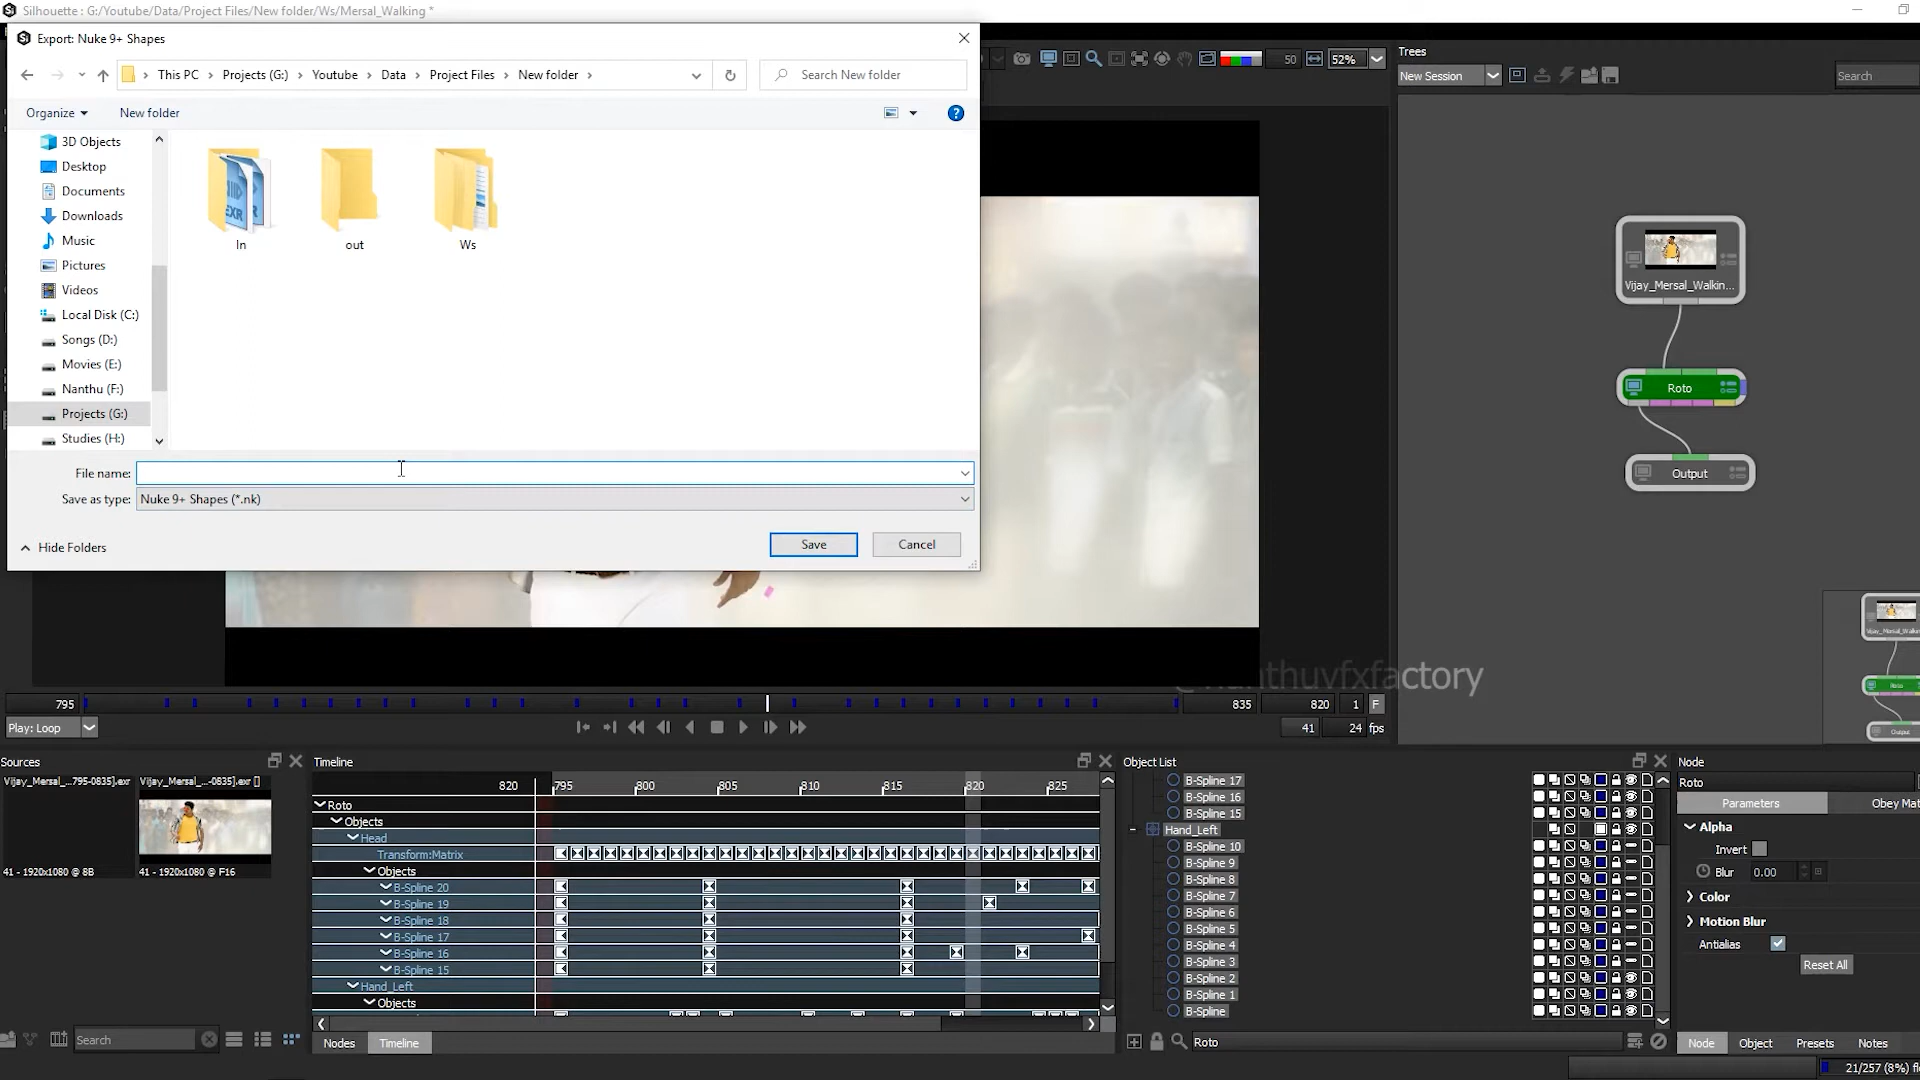 Silhouette : G:/Youtube/Data/Project Files/New folder/Ws/Mersal_Walking *
Export: Nuke 9+ Shapes
This PC > Projects (G:) > Youtube > Data > Project Files > New folder >
Search New folder
Organize
New folder
3D Objects
Desktop
Documents
Downloads
Music
Pictures
Videos
Local Disk (C:)
Songs (D:)
Movies (E:)
Nanthu (F:)
Projects (G:)
Studies (H:)
In
out
Ws
File name:
Save as type: Nuke 9+ Shapes (*.nk)
Hide Folders
Save
Cancel
50
52%
Trees
New Session
Search
Vijay_Mersal_Walkin...
Roto
Output
795
835
820
1
F
Play: Loop
41
24 fps
Sources
Vijay_Mersal_...795-0835].exr
Vijay_Mersal_...-0835].exr []
41 - 1920x1080 @ 8B
41 - 1920x1080 @ F16
Search
Timeline
820
795
800
805
810
815
820
825
Roto
Objects
Head
Transform:Matrix
Objects
B-Spline 20
B-Spline 19
B-Spline 18
B-Spline 17
B-Spline 16
B-Spline 15
Hand_Left
Objects
Nodes
Timeline
Object List
B-Spline 17
B-Spline 16
B-Spline 15
Hand_Left
B-Spline 10
B-Spline 9
B-Spline 8
B-Spline 7
B-Spline 6
B-Spline 5
B-Spline 4
B-Spline 3
B-Spline 2
B-Spline 1
B-Spline
Roto
Node
Roto
Parameters
Obey Mat
Alpha
Invert
Blur 0.00
Color
Motion Blur
Antialias
Reset All
Node
Object
Presets
Notes
21/257 (8%)